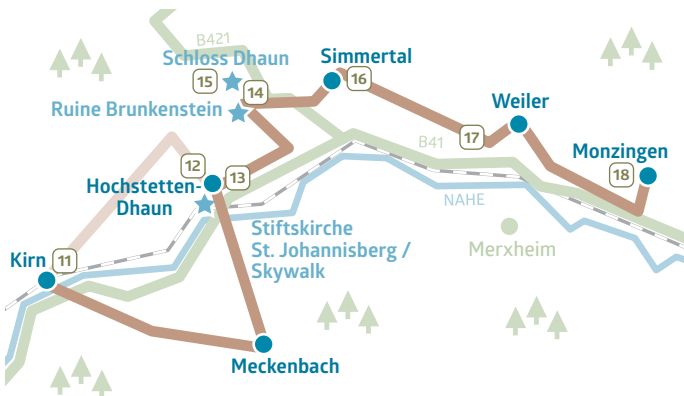 B421
Schloss Dhaun
Simmertal
15
14
16
Ruine Brunkenstein
Weiler
17
B41
Monzingen
18
12
13
Hochstetten-
Dhaun
NAHE
Stiftskirche
St. Johannisberg /
Skywalk
Merxheim
Kirn
11
Meckenbach